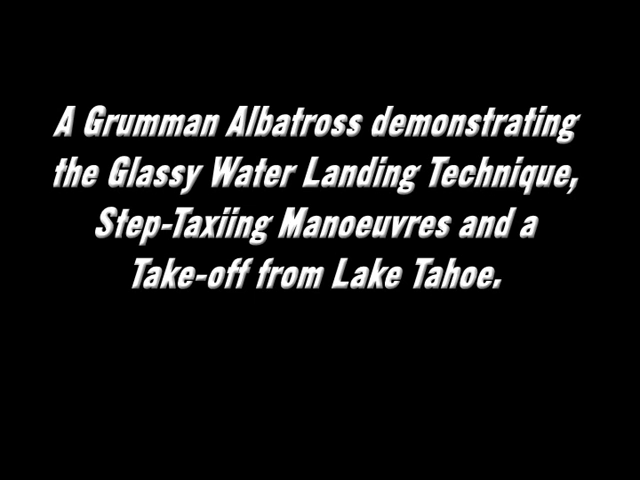 A Grumman Albatross demonstrating
the Glassy Water Landing Technique,
Step-Taxiing Manoeuvres and a
Take-off from Lake Tahoe.